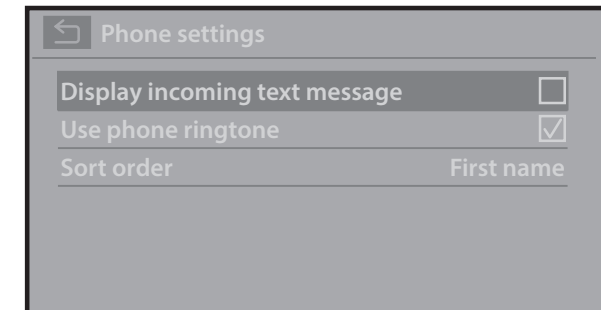 Phone settings
Display incoming text message
Use phone ringtone
Sort order First name